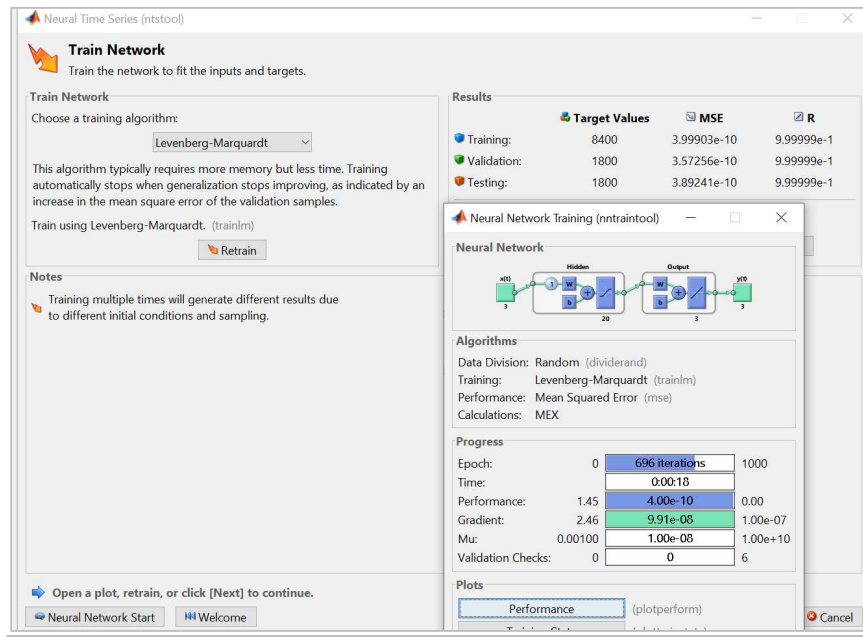 Neural Time Series (ntstool)
Train Network
Train the network to fit the inputs and targets.
Train Network
Choose a training algorithm:
Levenberg-Marquardt
This algorithm typically requires more memory but less time. Training
automatically stops when generalization stops improving, as indicated by an
increase in the mean square error of the validation samples.
Train using Levenberg-Marquardt. (trainlm)
Retrain
Notes
Training multiple times will generate different results due
to different initial conditions and sampling.
Open a plot, retrain, or click [Next] to continue.
Neural Network Start Welcome
Results
Target Values MSE R
Training: 8400 3.99903e-10 9.99999e-1
Validation: 1800 3.57256e-10 9.99999e-1
Testing: 1800 3.89241e-10 9.99999e-1
Neural Network Training (nntraintool)
Neural Network
Hidden Output
x(t) 1 W b W b y(t)
3 20 3 3
Algorithms
Data Division: Random (dividerand)
Training: Levenberg-Marquardt (trainlm)
Performance: Mean Squared Error (mse)
Calculations: MEX
Progress
Epoch: 0 696 iterations 1000
Time: 0:00:18
Performance: 1.45 4.00e-10 0.00
Gradient: 2.46 9.91e-08 1.00e-07
Mu: 0.00100 1.00e-08 1.00e+10
Validation Checks: 0 0 6
Plots
Performance (plotperform)
Cancel